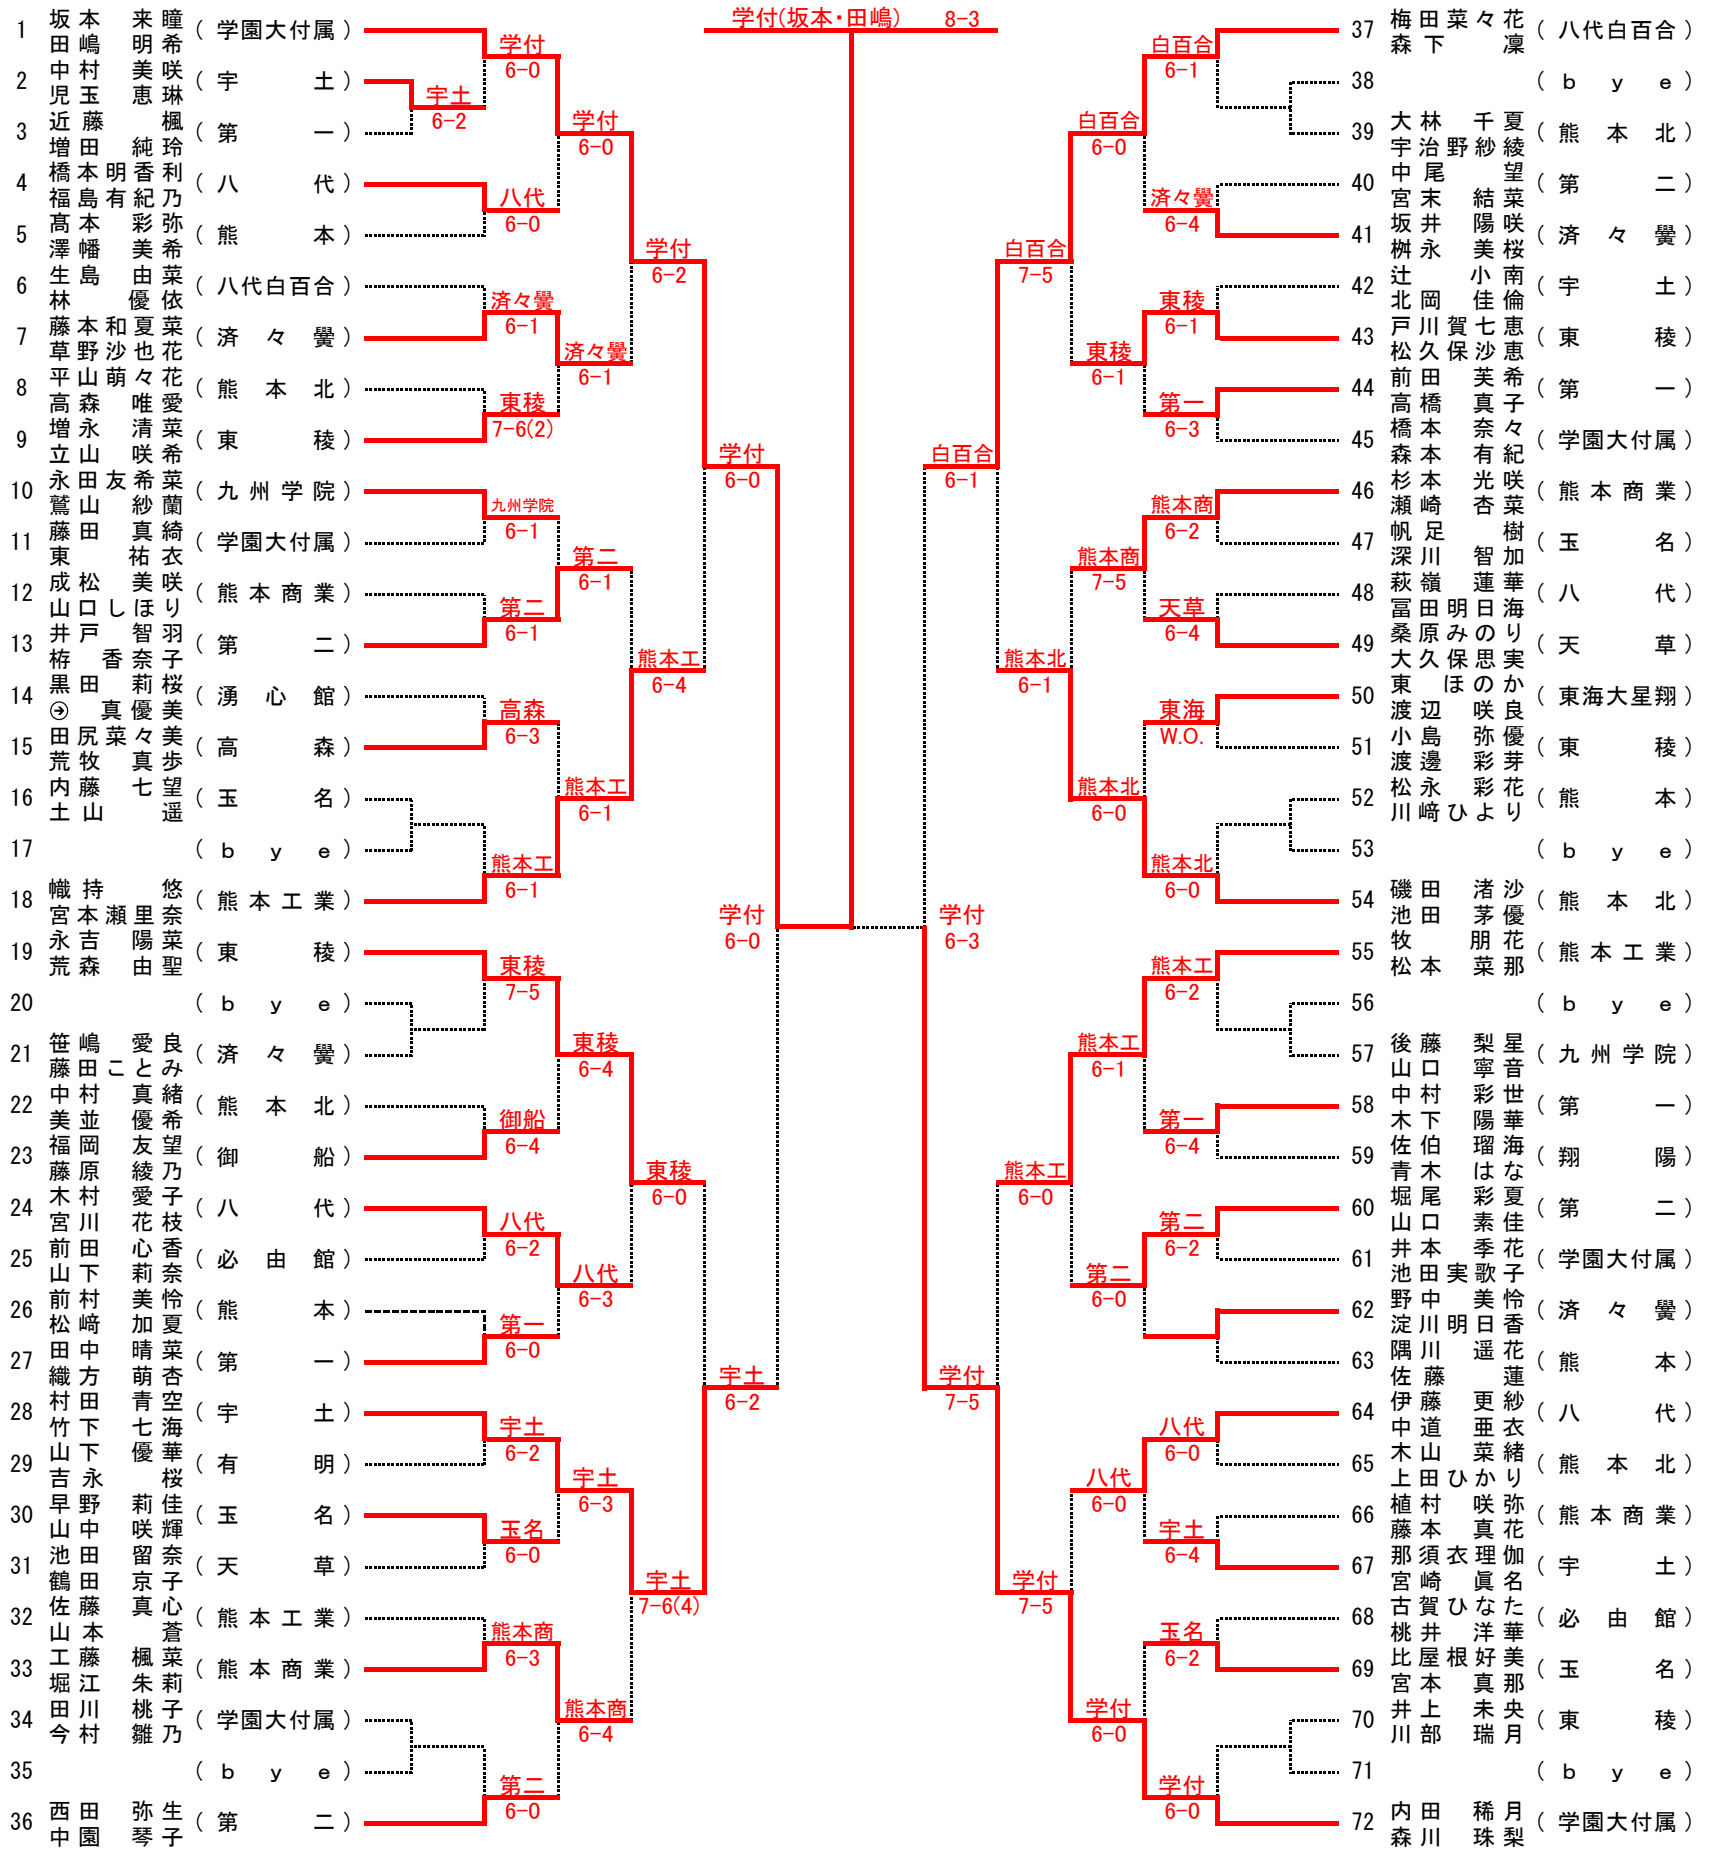 学付(坂本・田嶋) 8-3
1 坂本 来瞳 田嶋 明希 (学園大付属)
2 中村 美咲 児玉 恵琳 (宇土)
3 近藤 楓 増田 純玲 (第一)
4 橋本明香利 福島有紀乃 (八代)
5 髙本 彩弥 澤幡 美希 (熊本)
6 生島 由菜 林 優依 (八代白百合)
7 藤本和夏菜 草野沙也花 (済々黌)
8 平山萌々花 高森 唯愛 (熊本北)
9 増永 清菜 立山 咲希 (東稜)
10 永田友希菜 鷲山 紗蘭 (九州学院)
11 藤田 真綺 東 祐衣 (学園大付属)
12 成松 美咲 山口しほり (熊本商業)
13 井戸 智羽 栫 香奈子 (第二)
14 黒田 莉桜 真優美 (湧心館)
15 田尻菜々美 荒牧 真歩 (高森)
16 内藤 七望 土山 遥 (玉名)
17 (bye)
18 幟持 悠 宮本瀬里奈 (熊本工業)
19 永吉 陽菜 荒森 由聖 (東稜)
20 (bye)
21 笹嶋 愛良 藤田ことみ (済々黌)
22 中村 真緒 美並 優希 (熊本北)
23 福岡 友望 藤原 綾乃 (御船)
24 木村 愛子 宮川 花枝 (八代)
25 前田 心香 山下 莉奈 (必由館)
26 前村 美怜 松﨑 加夏 (熊本)
27 田中 晴菜 織方 萌杏 (第一)
28 村田 青空 竹下 七海 (宇土)
29 山下 優華 吉永 桜 (有明)
30 早野 莉佳 山中 咲輝 (玉名)
31 池田 留奈 鶴田 京子 (天草)
32 佐藤 真心 山本 蒼 (熊本工業)
33 工藤 楓菜 堀江 朱莉 (熊本商業)
34 田川 桃子 今村 雛乃 (学園大付属)
35 (bye)
36 西田 弥生 中園 琴子 (第二)
宇土 6-2
学付 6-0
八代 6-0
済々黌 6-1
東稜 7-6(2)
九州学院 6-1
第二 6-1
高森 6-3
熊本工 6-1
東稜 7-5
御船 6-4
八代 6-2
第一 6-0
宇土 6-2
玉名 6-0
熊本商 6-3
第二 6-0
学付 6-0
済々黌 6-1
第二 6-1
熊本工 6-1
東稜 6-4
八代 6-3
宇土 6-3
熊本商 6-4
学付 6-2
熊本工 6-4
東稜 6-0
宇土 7-6(4)
学付 6-0
宇土 6-2
学付 6-0
学付 6-3
白百合 6-1
学付 7-5
白百合 7-5
熊本北 6-1
熊本工 6-0
学付 7-5
白百合 6-0
東稜 6-1
熊本商 7-5
熊本北 6-0
熊本工 6-1
第二 6-0
八代 6-0
学付 6-0
白百合 6-1
済々黌 6-4
東稜 6-1
第一 6-3
熊本商 6-2
天草 6-4
東海 W.O.
熊本北 6-0
熊本工 6-2
第一 6-4
第二 6-2
八代 6-0
宇土 6-4
玉名 6-2
学付 6-0
37 梅田菜々花 森下 凜 (八代白百合)
38 (bye)
39 大林 千夏 宇治野紗綾 (熊本北)
40 中尾 望 宮末 結菜 (第二)
41 坂井 陽咲 桝永 美桜 (済々黌)
42 辻 小南 北岡 佳倫 (宇土)
43 戸川賀七恵 松久保沙恵 (東稜)
44 前田 芙希 高橋 真子 (第一)
45 橋本 奈々 森本 有紀 (学園大付属)
46 杉本 光咲 瀬崎 杏菜 (熊本商業)
47 帆足 樹 深川 智加 (玉名)
48 萩嶺 蓮華 冨田明日海 (八代)
49 桑原みのり 大久保思実 (天草)
50 東 ほのか 渡辺 咲良 (東海大星翔)
51 小島 弥優 渡邊 彩芽 (東稜)
52 松永 彩花 川﨑ひより (熊本)
53 (bye)
54 磯田 渚沙 池田 茅優 (熊本北)
55 牧 朋花 松本 菜那 (熊本工業)
56 (bye)
57 後藤 梨星 山口 寧音 (九州学院)
58 中村 彩世 木下 陽華 (第一)
59 佐伯 瑠海 青木 はな (翔陽)
60 堀尾 彩夏 山口 素佳 (第二)
61 井本 季花 池田実歌子 (学園大付属)
62 野中 美怜 淀川明日香 (済々黌)
63 隅川 遥花 佐藤 蓮 (熊本)
64 伊藤 更紗 中道 亜衣 (八代)
65 木山 菜緒 上田ひかり (熊本北)
66 植村 咲弥 藤本 真花 (熊本商業)
67 那須衣理伽 宮崎 眞名 (宇土)
68 古賀ひなた 桃井 洋華 (必由館)
69 比屋根好美 宮本 真那 (玉名)
70 井上 未央 川部 瑞月 (東稜)
71 (bye)
72 内田 稀月 森川 珠梨 (学園大付属)